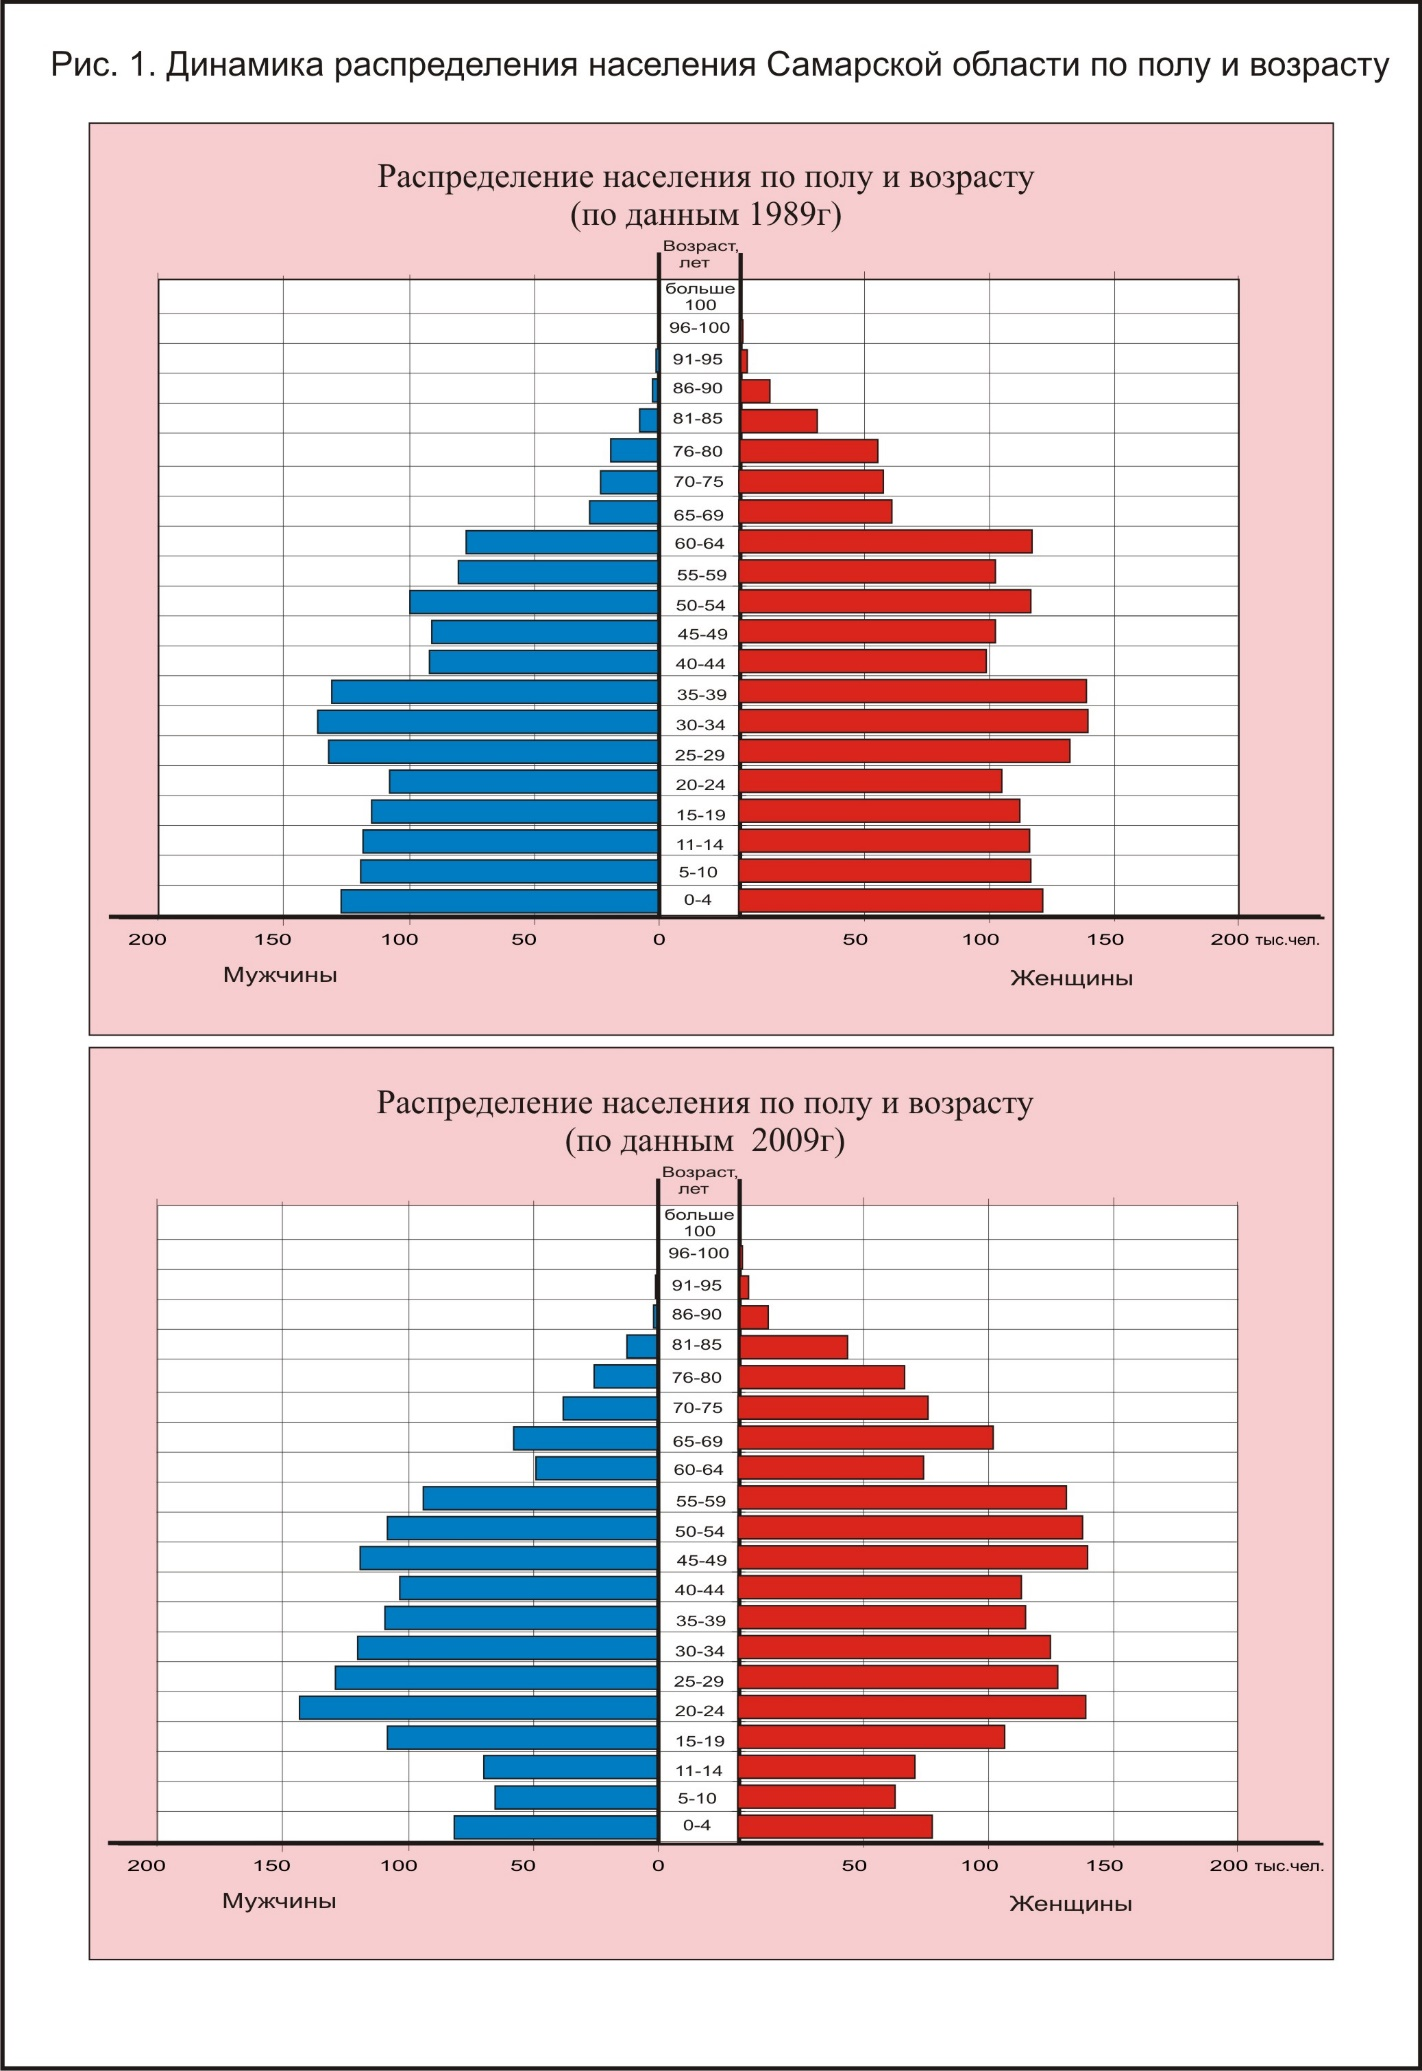 Рис. 1. Динамика распределения населения Самарской области по полу и возрасту
Распределение населения по полу и возрасту
(по данным 1989г)
Возраст,
лет
больше
100
96-100
91-95
86-90
81-85
76-80
70-75
65-69
60-64
55-59
50-54
45-49
40-44
35-39
30-34
25-29
20-24
15-19
11-14
5-10
0-4
200 150 100 50 0 50 100 150 200 тыс.чел.
Мужчины Женщины
Распределение населения по полу и возрасту
(по данным 2009г)
Возраст,
лет
больше
100
96-100
91-95
86-90
81-85
76-80
70-75
65-69
60-64
55-59
50-54
45-49
40-44
35-39
30-34
25-29
20-24
15-19
11-14
5-10
0-4
200 150 100 50 0 50 100 150 200 тыс.чел.
Мужчины Женщины